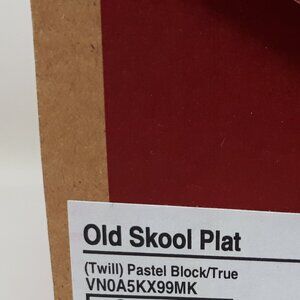 Old Skool Plat
(Twill) Pastel Block/True
VN0A5KX99MK